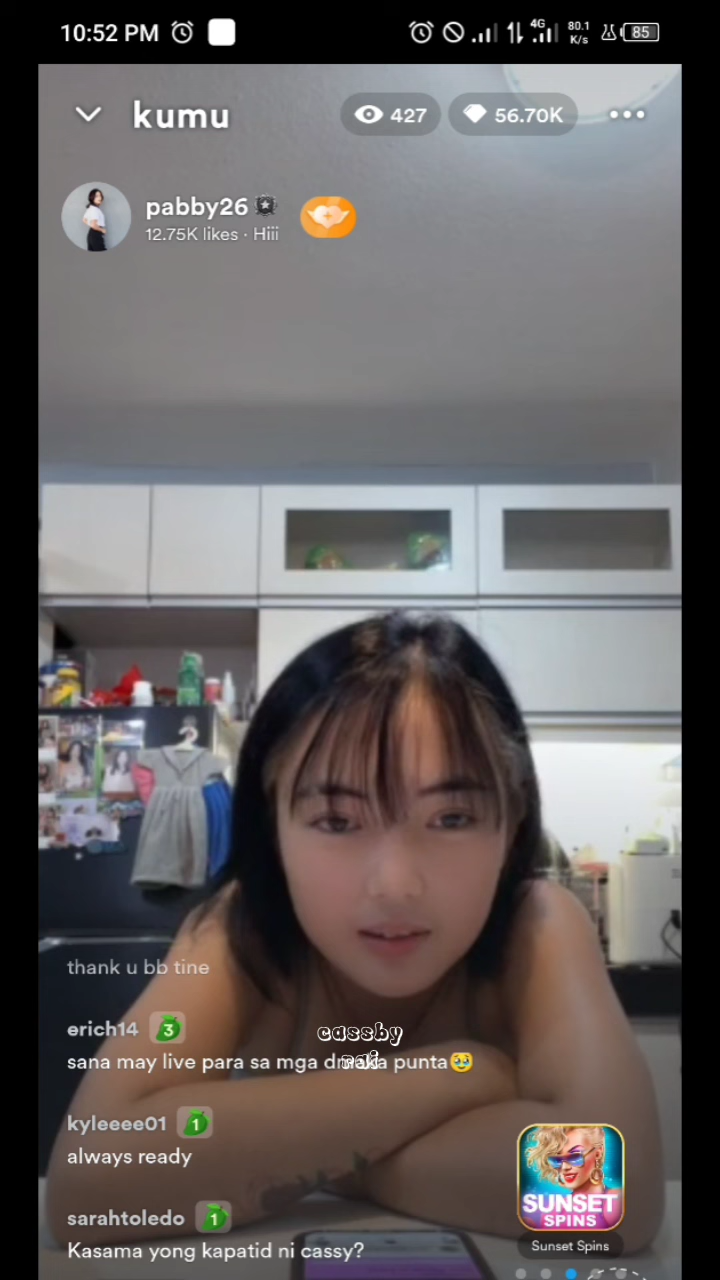 10:52 PM
4G
80.1
K/s
85
kumu
427
56.70K
pabby26
12.75K likes · Hiii
thank u bb tine
erich14
3
cassby
sana may live para sa mga dmaka punta🥹
kyleeee01
1
always ready
sarahtoledo
1
Kasama yong kapatid ni cassy?
SUNSET
SPINS
Sunset Spins